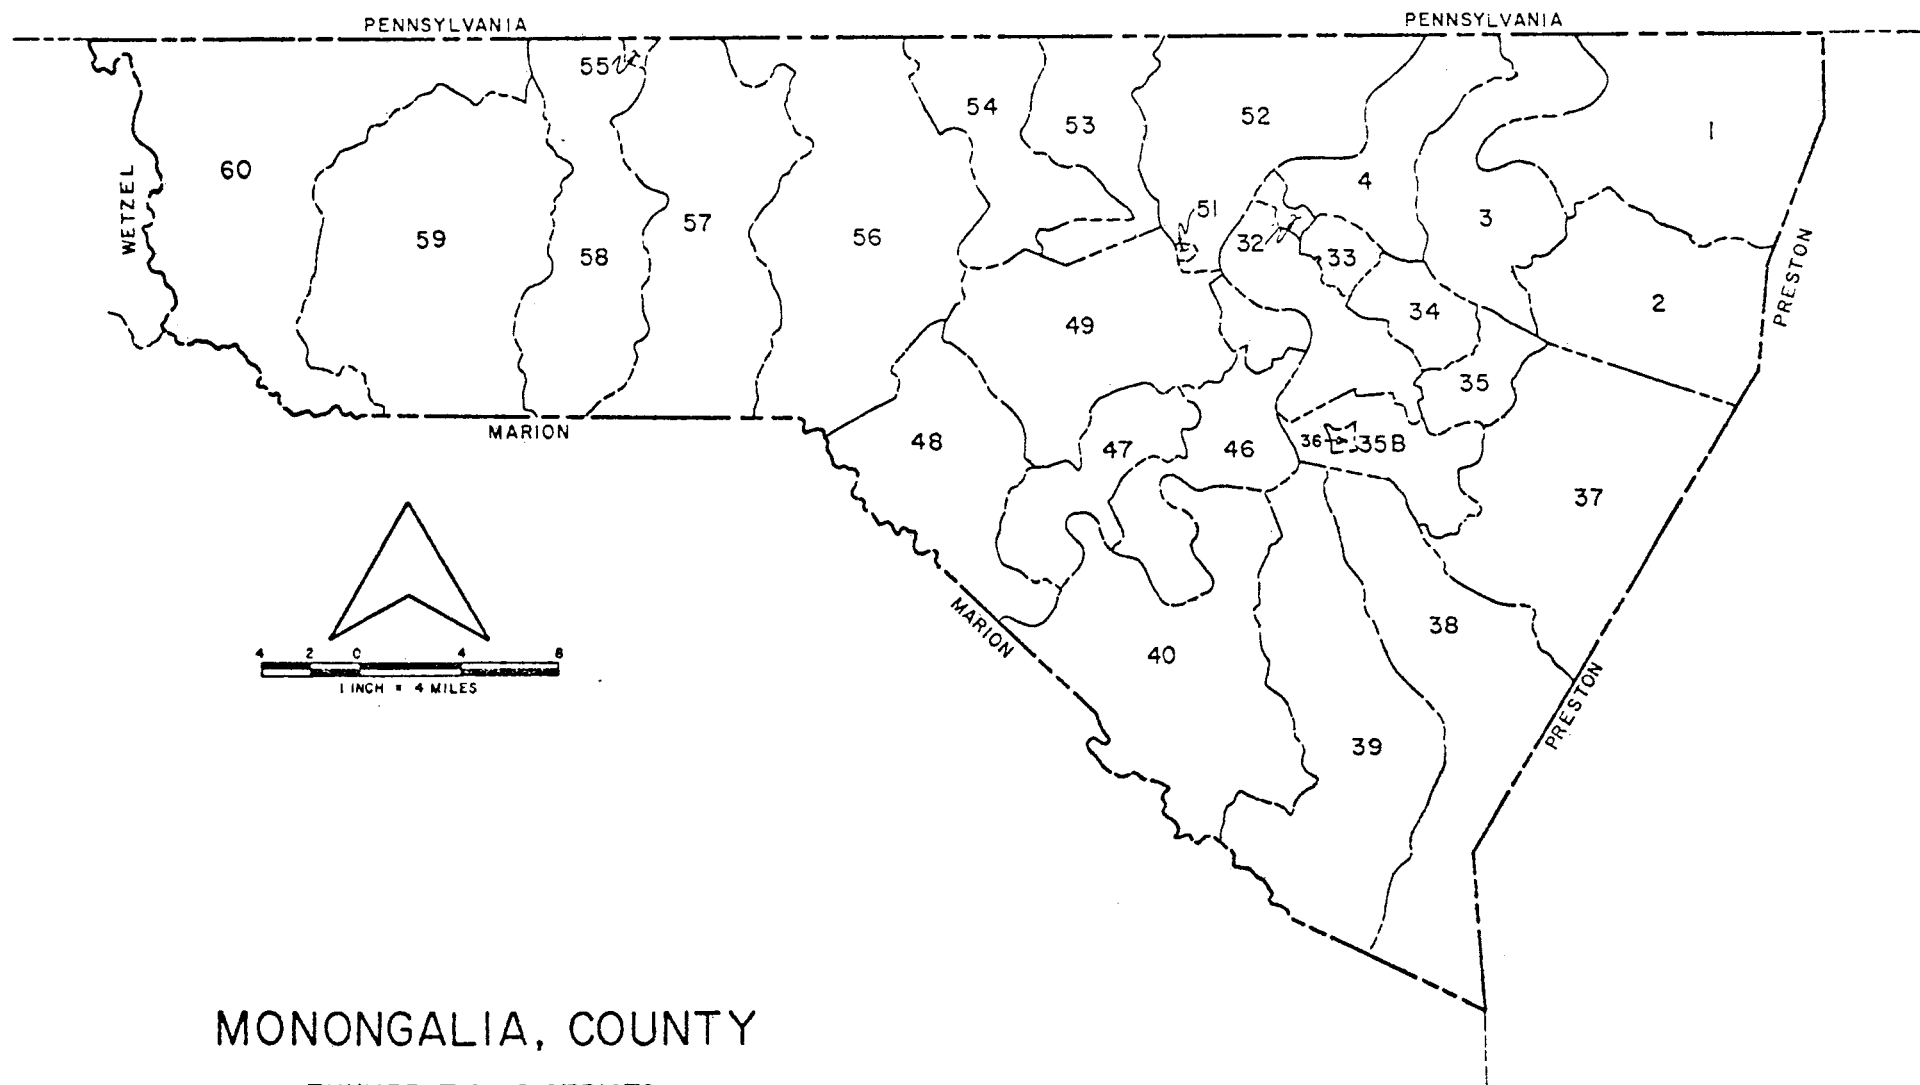 PENNSYLVANIA
PENNSYLVANIA
55
54
53
52
1
60
WETZEL
4
51
3
57
59
56
58
32
33
PRESTON
2
34
49
35
MARION
48
47
46
36
35B
37
MARION
38
40
4 2 0 4 8
1 INCH = 4 MILES
PRESTON
39
MONONGALIA, COUNTY